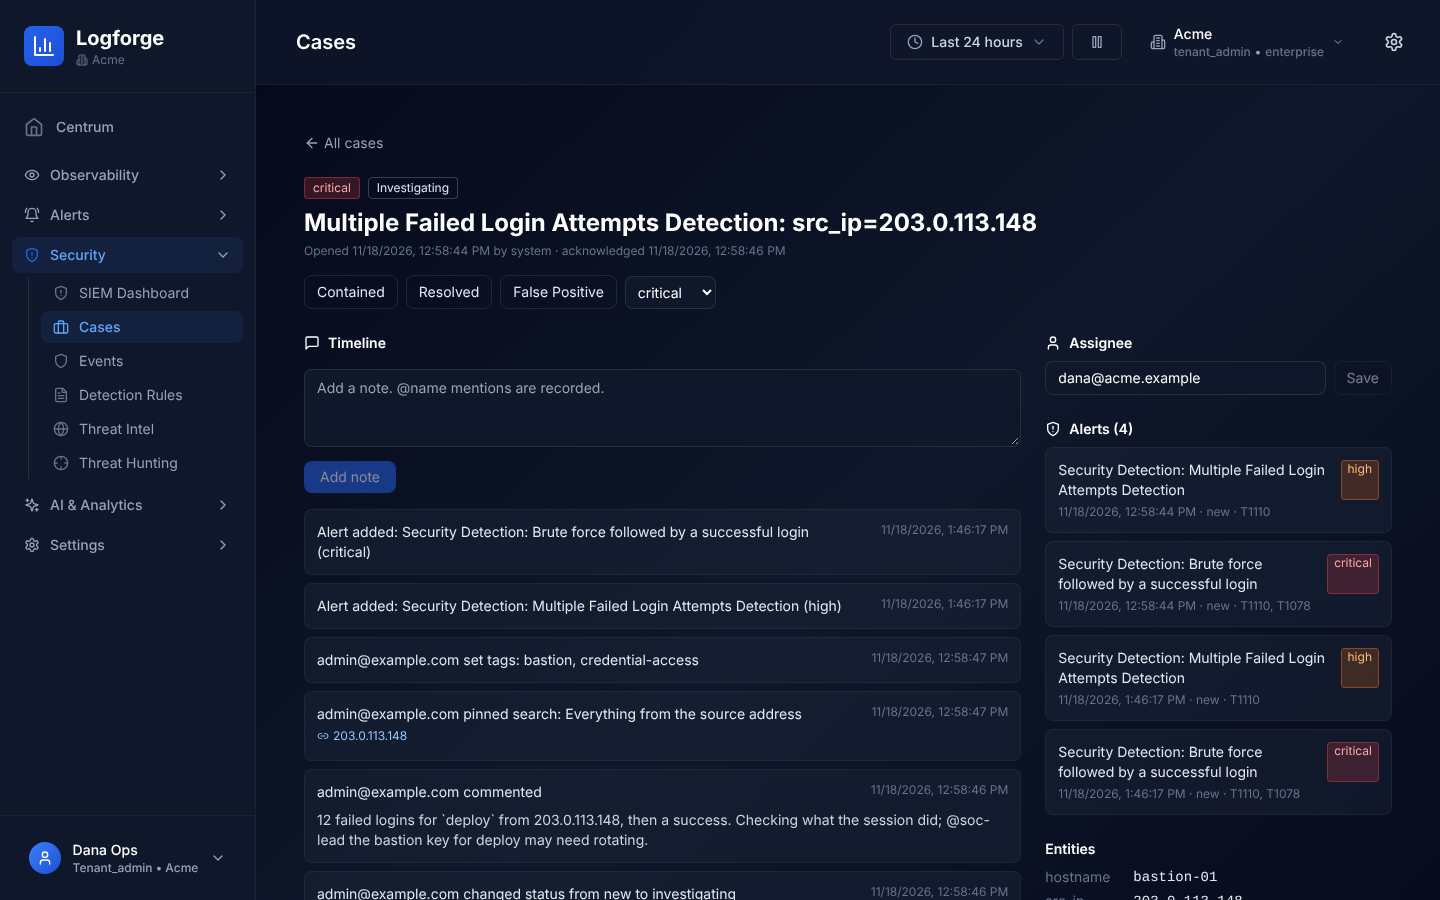 Logforge
Acme
Centrum
Observability
Alerts
Security
SIEM Dashboard
Cases
Events
Detection Rules
Threat Intel
Threat Hunting
AI & Analytics
Settings
Dana Ops
Tenant_admin • Acme
Cases
Last 24 hours
Acme
tenant_admin • enterprise
All cases
critical
Investigating
Multiple Failed Login Attempts Detection: src_ip=203.0.113.148
Opened 11/18/2026, 12:58:44 PM by system · acknowledged 11/18/2026, 12:58:46 PM
Contained
Resolved
False Positive
critical
Timeline
Add a note. @name mentions are recorded.
Add note
Alert added: Security Detection: Brute force followed by a successful login
(critical)
11/18/2026, 1:46:17 PM
Alert added: Security Detection: Multiple Failed Login Attempts Detection (high)
11/18/2026, 1:46:17 PM
admin@example.com set tags: bastion, credential-access
11/18/2026, 12:58:47 PM
admin@example.com pinned search: Everything from the source address
11/18/2026, 12:58:47 PM
203.0.113.148
admin@example.com commented
11/18/2026, 12:58:46 PM
12 failed logins for `deploy` from 203.0.113.148, then a success. Checking what the session did; @soc-
lead the bastion key for deploy may need rotating.
admin@example.com changed status from new to investigating
11/18/2026, 12:58:46 PM
Assignee
dana@acme.example
Save
Alerts (4)
Security Detection: Multiple Failed Login
Attempts Detection
high
11/18/2026, 12:58:44 PM · new · T1110
Security Detection: Brute force
followed by a successful login
critical
11/18/2026, 12:58:44 PM · new · T1110, T1078
Security Detection: Multiple Failed Login
Attempts Detection
high
11/18/2026, 1:46:17 PM · new · T1110
Security Detection: Brute force
followed by a successful login
critical
11/18/2026, 1:46:17 PM · new · T1110, T1078
Entities
hostname
bastion-01
src_ip
203.0.113.148